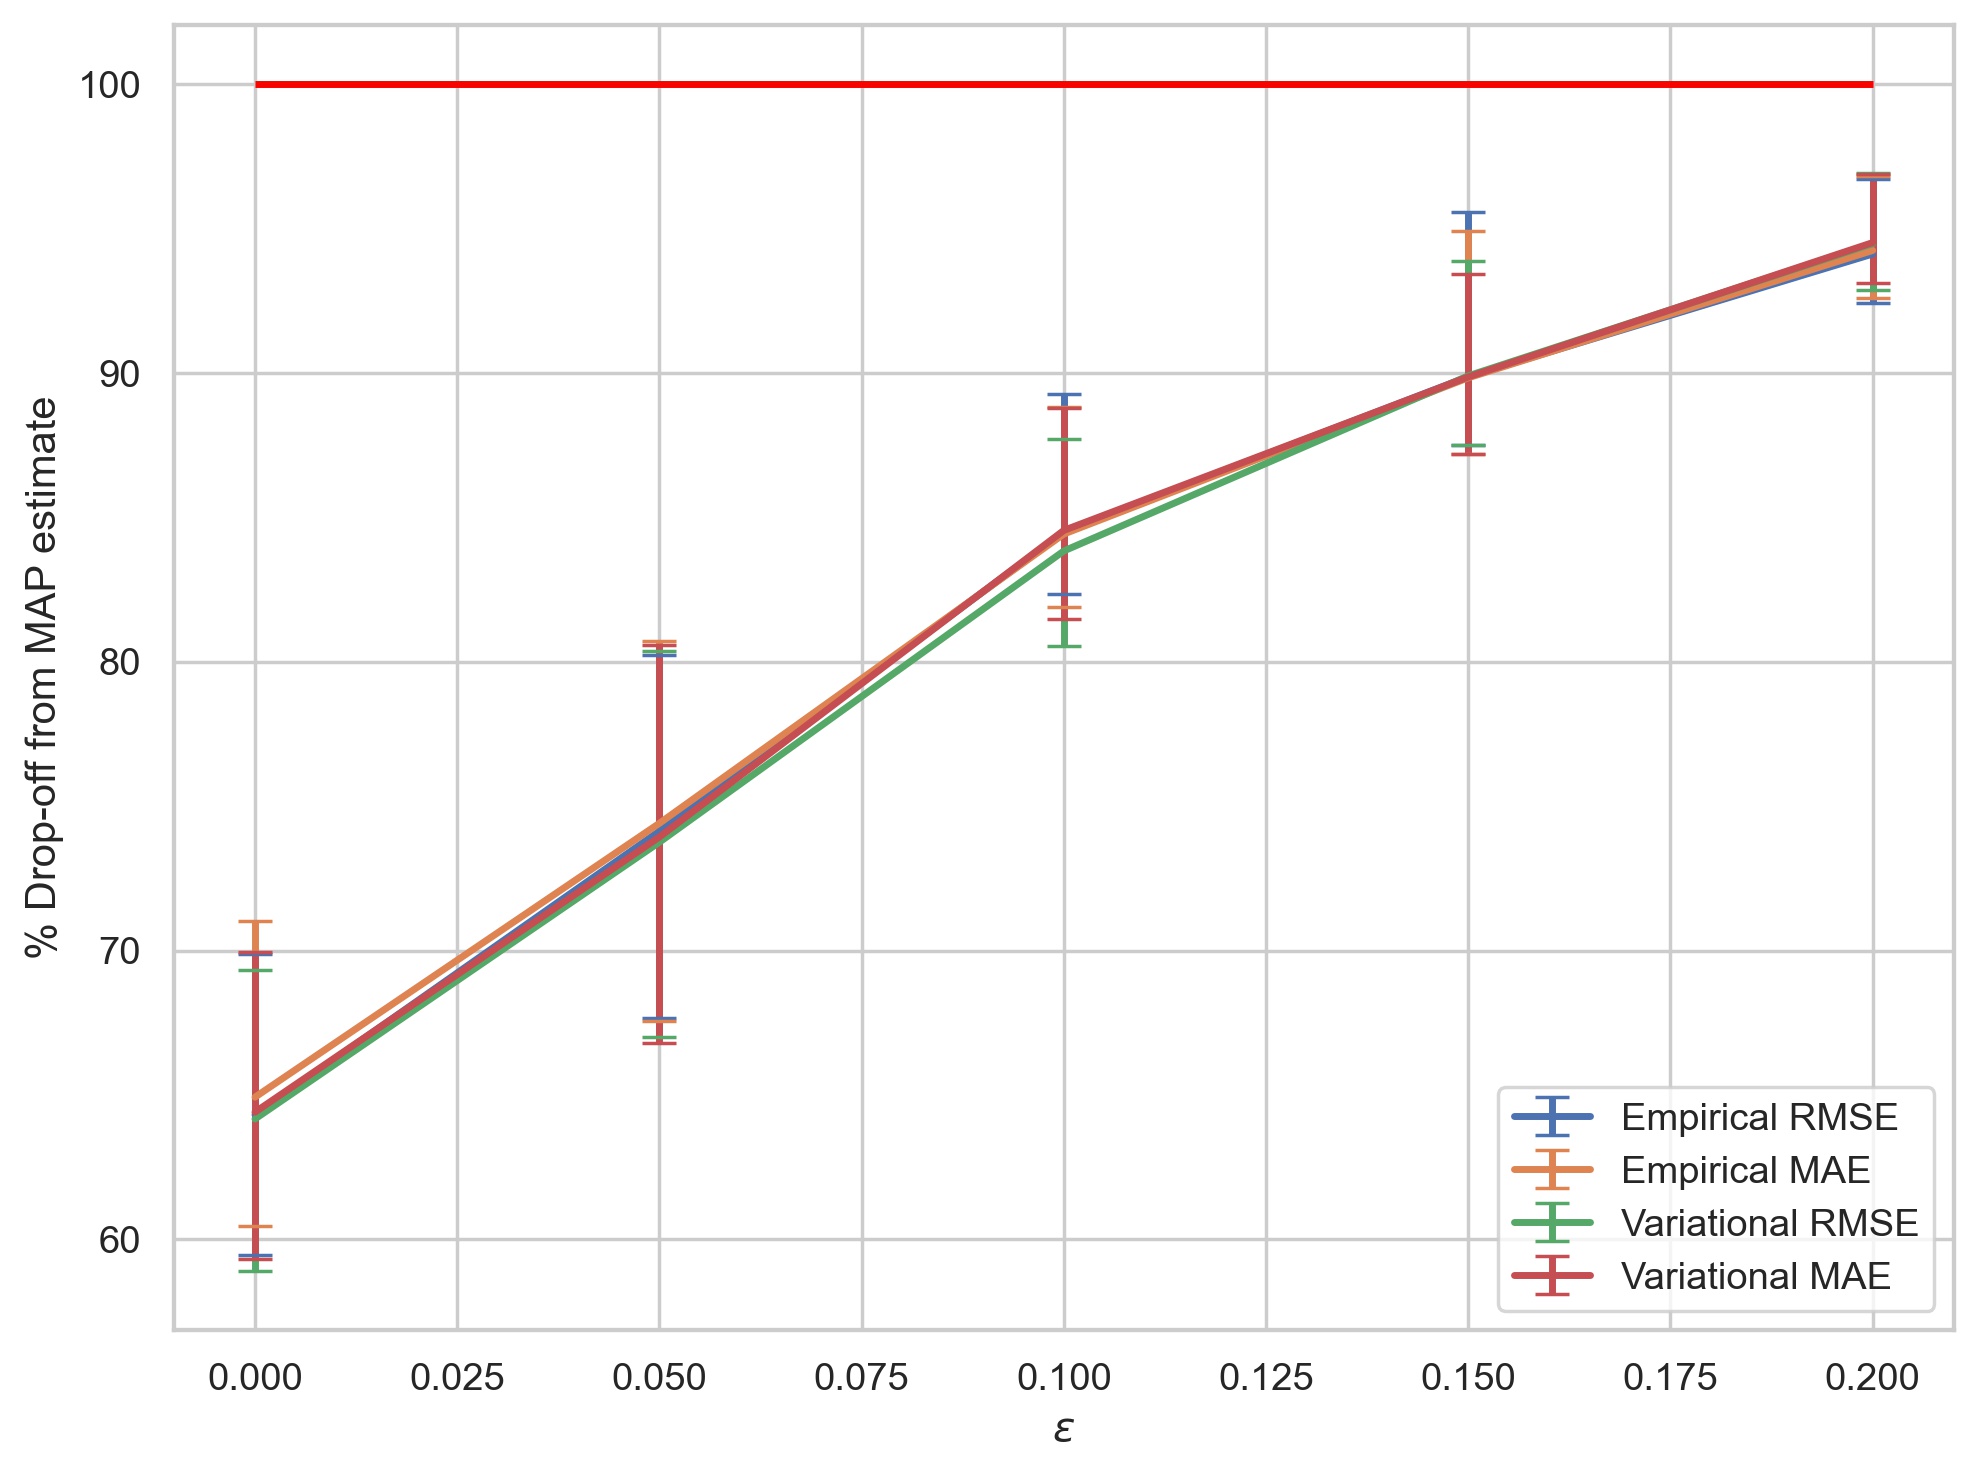 100
90
80
70
60
% Drop-off from MAP estimate
0.000 0.025 0.050 0.075 0.100 0.125 0.150 0.175 0.200
ε
Empirical RMSE
Empirical MAE
Variational RMSE
Variational MAE